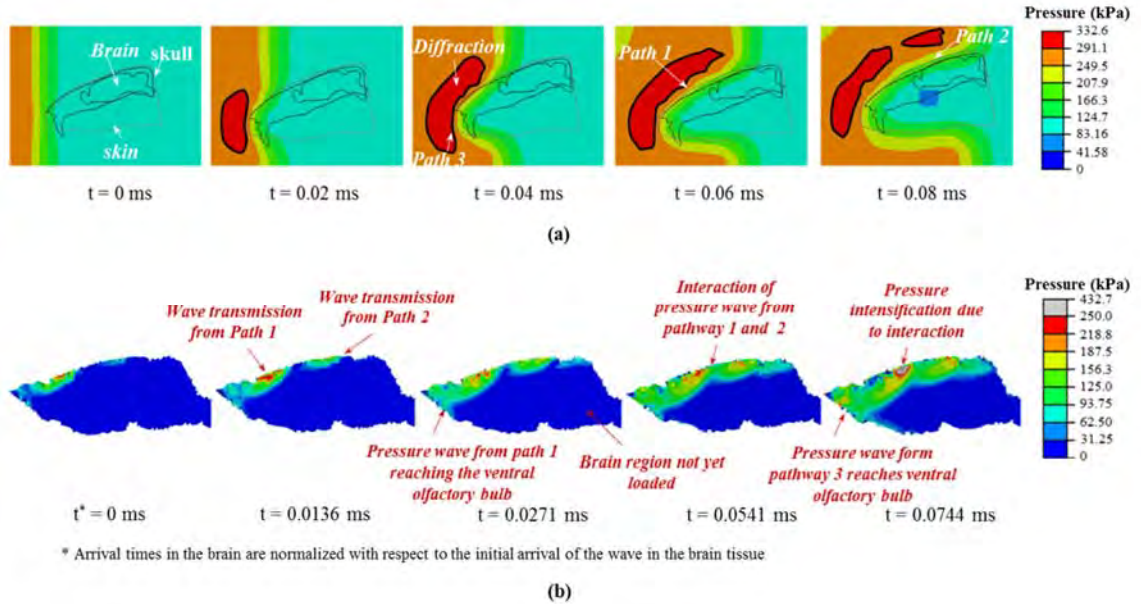 Pressure (kPa)
Brain
skull
skin
Diffraction
Path 3
Path 1
Path 2
332.6
291.1
249.5
207.9
166.3
124.7
83.16
41.58
0
t = 0 ms
t = 0.02 ms
t = 0.04 ms
t = 0.06 ms
t = 0.08 ms
(a)
Wave transmission
from Path 1
Wave transmission
from Path 2
Interaction of
pressure wave from
pathway 1 and 2
Pressure
intensification due
to interaction
Pressure (kPa)
432.7
250.0
218.8
187.5
156.3
125.0
93.75
62.50
31.25
0
Pressure wave from path 1
reaching the ventral
olfactory bulb
Brain region not yet
loaded
Pressure wave form
pathway 3 reaches ventral
olfactory bulb
t* = 0 ms
t = 0.0136 ms
t = 0.0271 ms
t = 0.0541 ms
t = 0.0744 ms
* Arrival times in the brain are normalized with respect to the initial arrival of the wave in the brain tissue
(b)